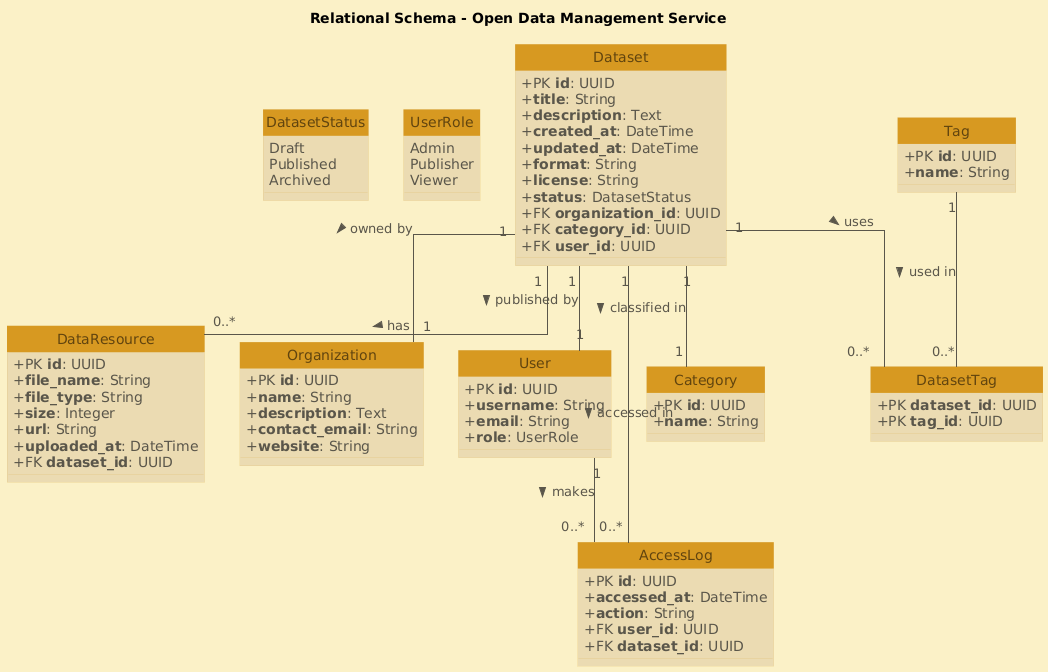 Relational Schema - Open Data Management Service
Dataset
+PK id: UUID
+title: String
+description: Text
+created_at: DateTime
+updated_at: DateTime
+format: String
+license: String
+status: DatasetStatus
+FK organization_id: UUID
+FK category_id: UUID
+FK user_id: UUID
DatasetStatus
Draft
Published
Archived
UserRole
Admin
Publisher
Viewer
Tag
+PK id: UUID
+name: String
owned by
1
1
uses
1
used in
1
1
1
1
published by
classified in
0..*
has
1
1
1
0..*
0..*
DataResource
+PK id: UUID
+file_name: String
+file_type: String
+size: Integer
+url: String
+uploaded_at: DateTime
+FK dataset_id: UUID
Organization
+PK id: UUID
+name: String
+description: Text
+contact_email: String
+website: String
User
+PK id: UUID
+username: String
+email: String
+role: UserRole
accessed in
Category
+PK id: UUID
+name: String
DatasetTag
+PK dataset_id: UUID
+PK tag_id: UUID
1
makes
0..*
0..*
AccessLog
+PK id: UUID
+accessed_at: DateTime
+action: String
+FK user_id: UUID
+FK dataset_id: UUID